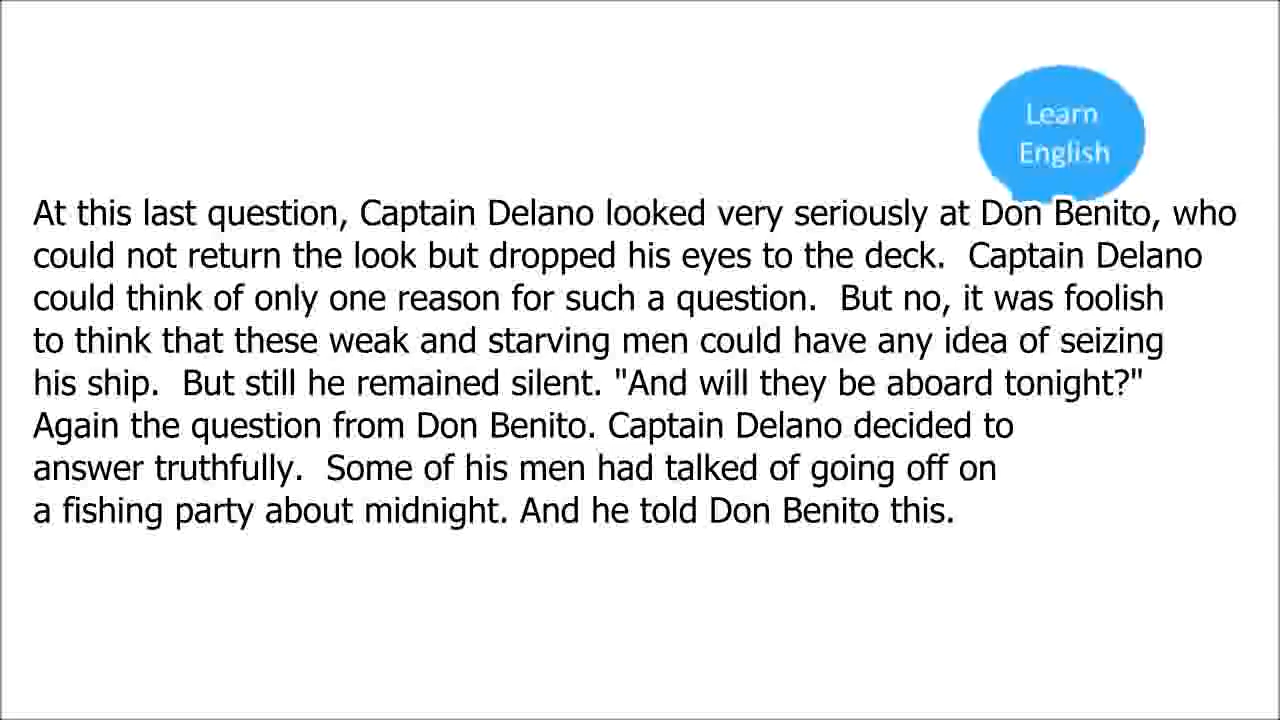 Learn
English
At this last question, Captain Delano looked very seriously at Don Benito, who
could not return the look but dropped his eyes to the deck.  Captain Delano
could think of only one reason for such a question.  But no, it was foolish
to think that these weak and starving men could have any idea of seizing
his ship.  But still he remained silent. "And will they be aboard tonight?"
Again the question from Don Benito. Captain Delano decided to
answer truthfully.  Some of his men had talked of going off on
a fishing party about midnight. And he told Don Benito this.